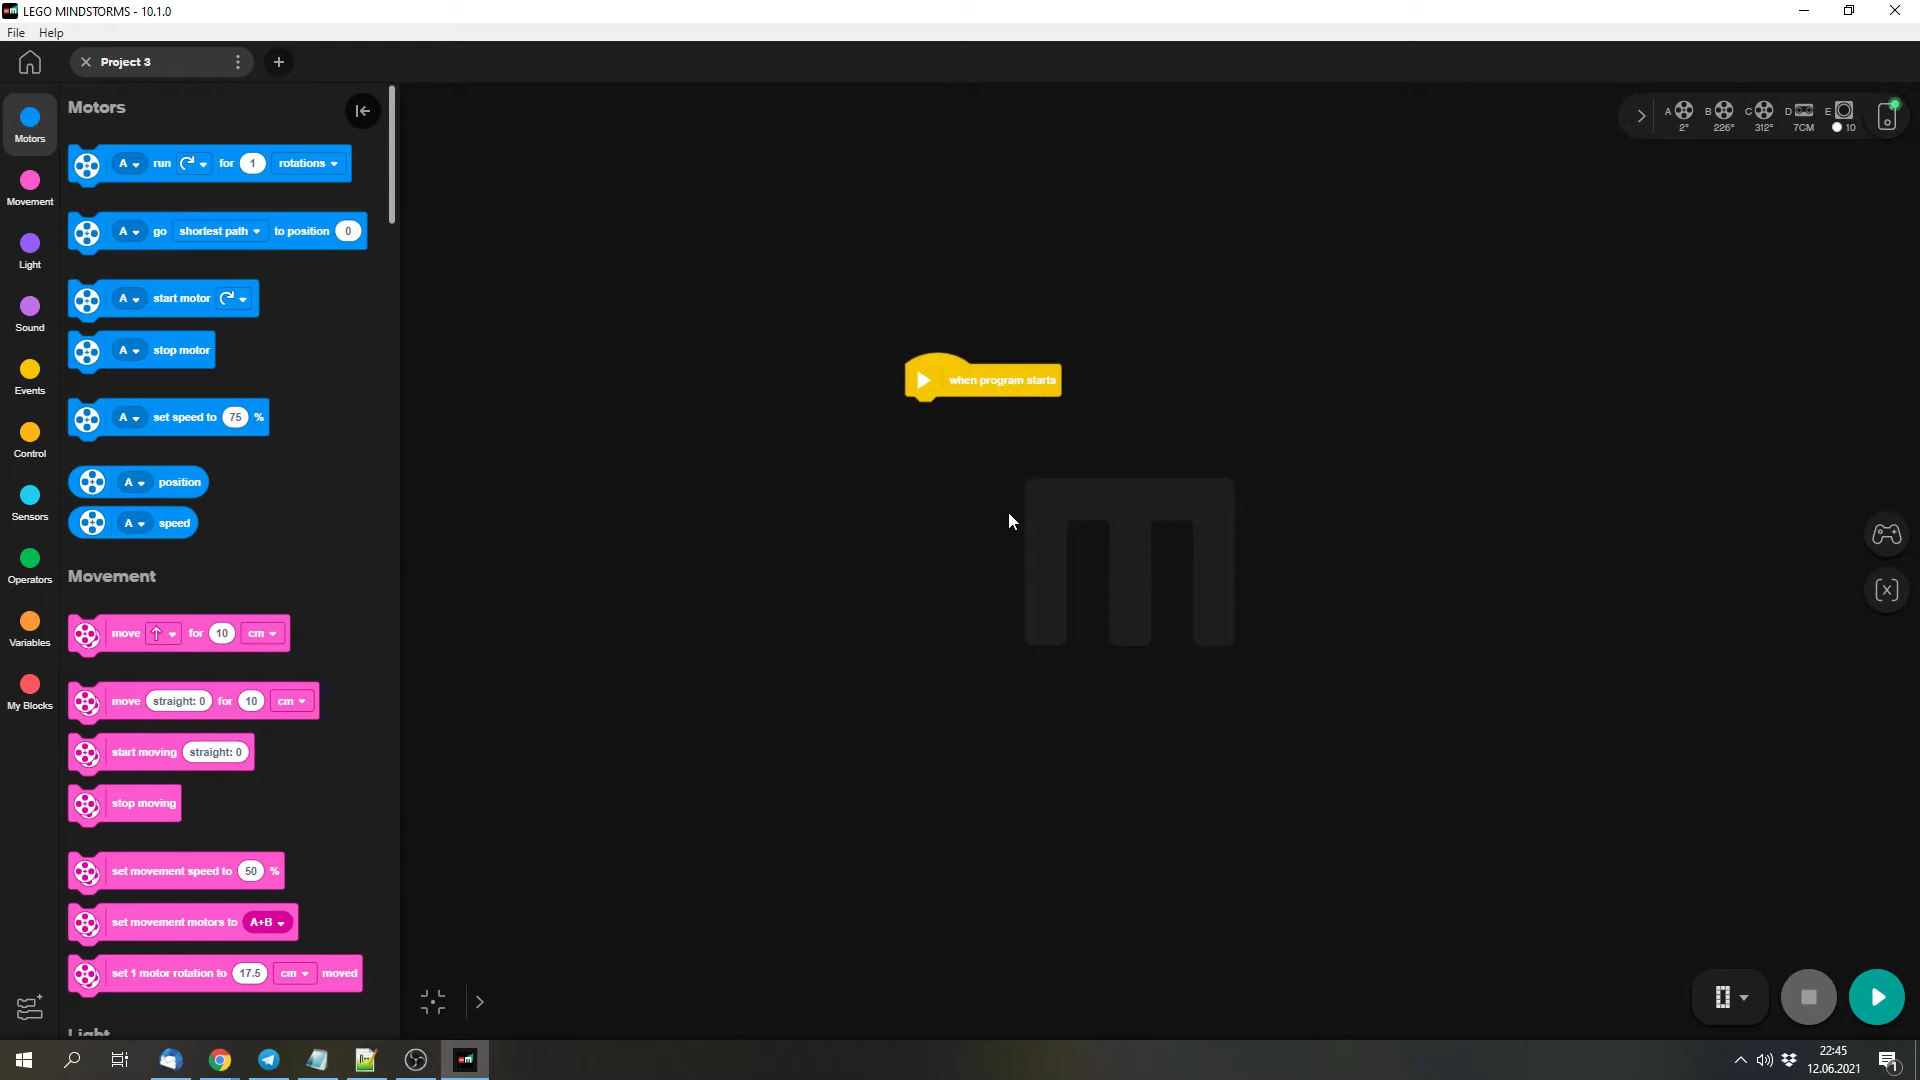 LEGO MINDSTORMS - 10.1.0
File Help
Project 3
Motors
Movement
Light
Sound
Events
Control
Sensors
Operators
Variables
My Blocks
Motors
A run for 1 rotations
A go shortest path to position 0
A start motor
A stop motor
A set speed to 75 %
A position
A speed
Movement
move for 10 cm
move straight: 0 for 10 cm
start moving straight: 0
stop moving
set movement speed to 50 %
set movement motors to A+B
set 1 motor rotation to 17.5 cm moved
Light
when program starts
A B C D E
2° 226° 312° 7CM 10
22:45
12.06.2021
1